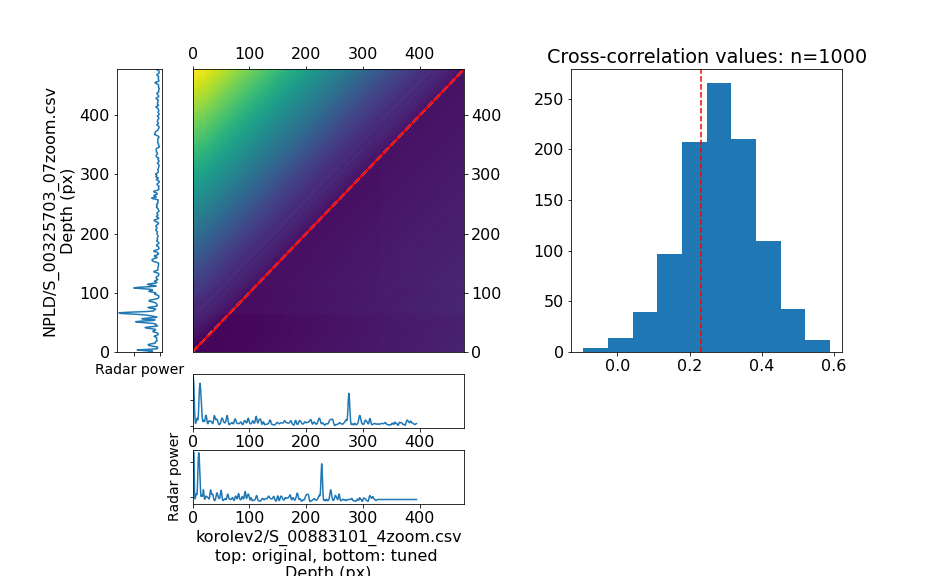 0 100 200 300 400
Cross-correlation values: n=1000
NPLD/S_00325703_07zoom.csv
Depth (px)
400
300
200
100
0
Radar power
400
300
200
100
0
250
200
150
100
50
0
0.0 0.2 0.4 0.6
0 100 200 300 400
Radar power
0 100 200 300 400
korolev2/S_00883101_4zoom.csv
top: original, bottom: tuned
Depth (px)